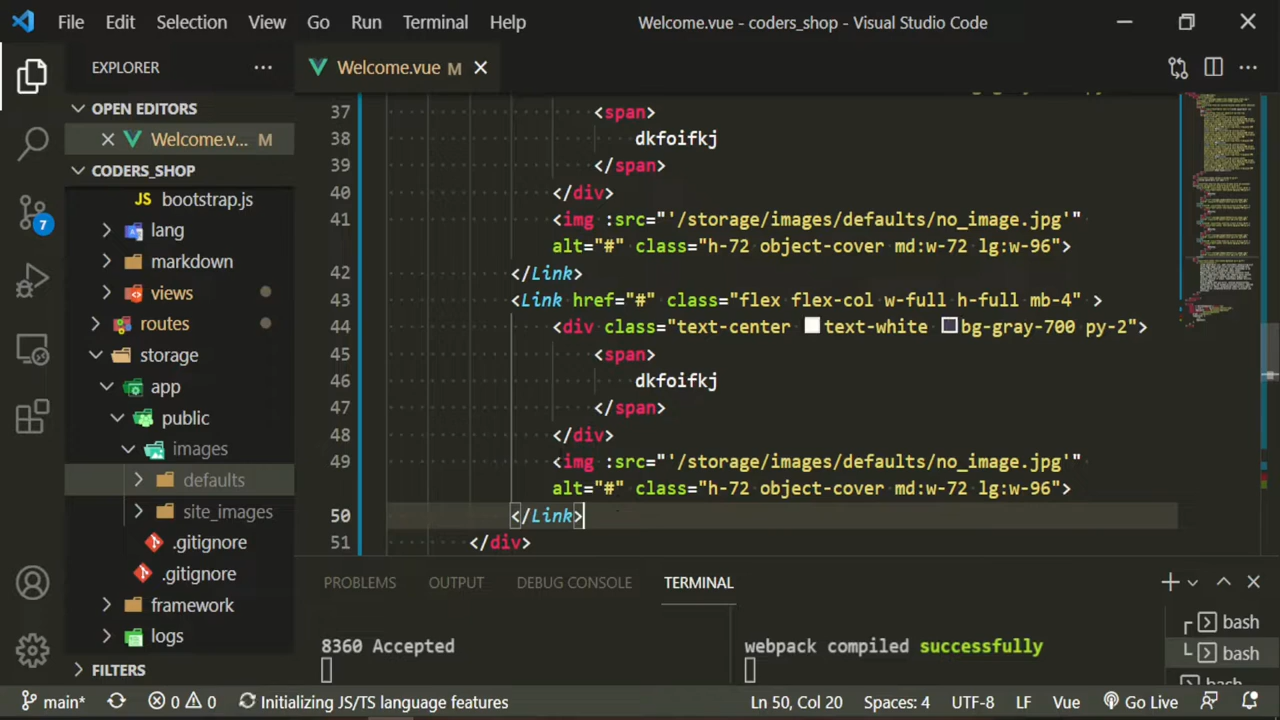 File Edit Selection View Go Run Terminal Help Welcome.vue - coders_shop - Visual Studio Code
EXPLORER
Welcome.vue M
OPEN EDITORS
Welcome.v... M
CODERS_SHOP
JS bootstrap.js
lang
markdown
views
routes
storage
app
public
images
defaults
site_images
.gitignore
.gitignore
framework
logs
FILTERS
7
37 <span>
38 dkfoifkj
39 </span>
40 </div>
41 <img :src="'/storage/images/defaults/no_image.jpg'"
alt="#" class="h-72 object-cover md:w-72 lg:w-96">
42 </Link>
43 <Link href="#" class="flex flex-col w-full h-full mb-4" >
44 <div class="text-center text-white bg-gray-700 py-2">
45 <span>
46 dkfoifkj
47 </span>
48 </div>
49 <img :src="'/storage/images/defaults/no_image.jpg'"
alt="#" class="h-72 object-cover md:w-72 lg:w-96">
50 </Link>
51 </div>
PROBLEMS OUTPUT DEBUG CONSOLE TERMINAL
8360 Accepted
webpack compiled successfully
bash
bash
main* 0 0 Initializing JS/TS language features Ln 50, Col 20 Spaces: 4 UTF-8 LF Vue Go Live